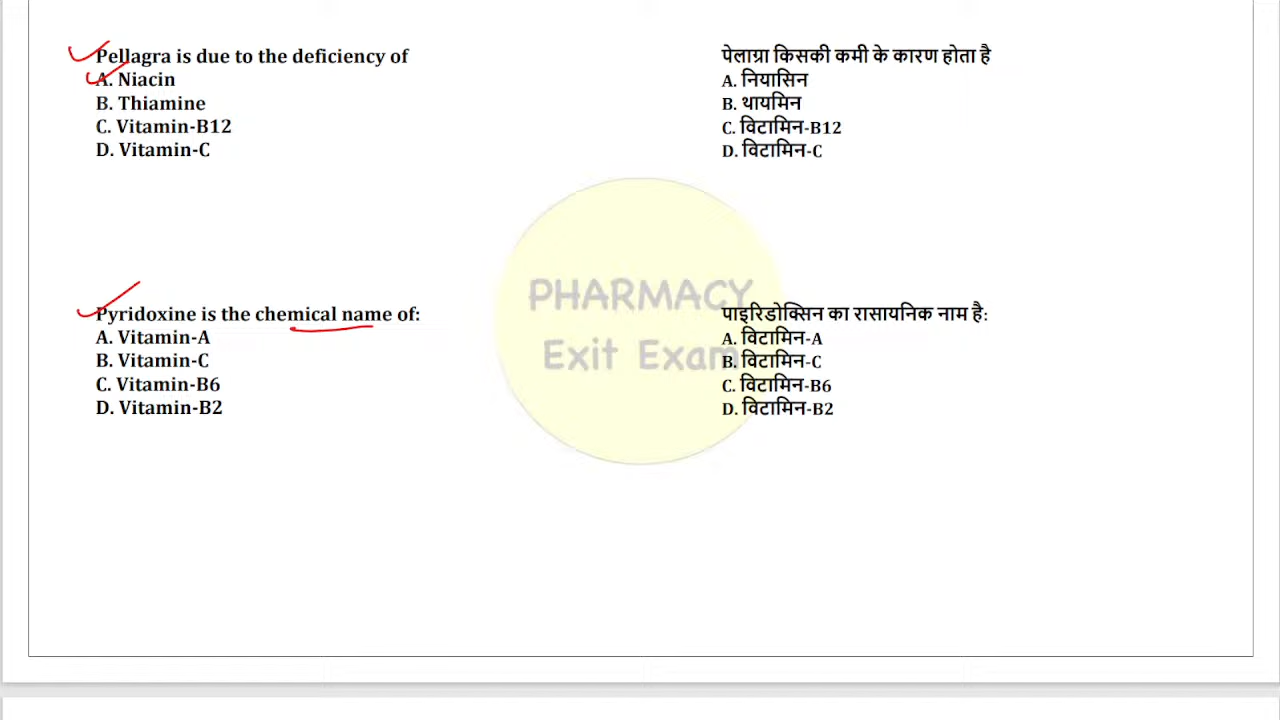 Pellagra is due to the deficiency of
A. Niacin
B. Thiamine
C. Vitamin-B12
D. Vitamin-C
पेलाग्रा किसकी कमी के कारण होता है
A. नियासिन
B. थायमिन
C. विटामिन-B12
D. विटामिन-C
PHARMACY
Exit Exam
Pyridoxine is the chemical name of:
A. Vitamin-A
B. Vitamin-C
C. Vitamin-B6
D. Vitamin-B2
पाइरिडोक्सिन का रासायनिक नाम है:
A. विटामिन-A
B. विटामिन-C
C. विटामिन-B6
D. विटामिन-B2